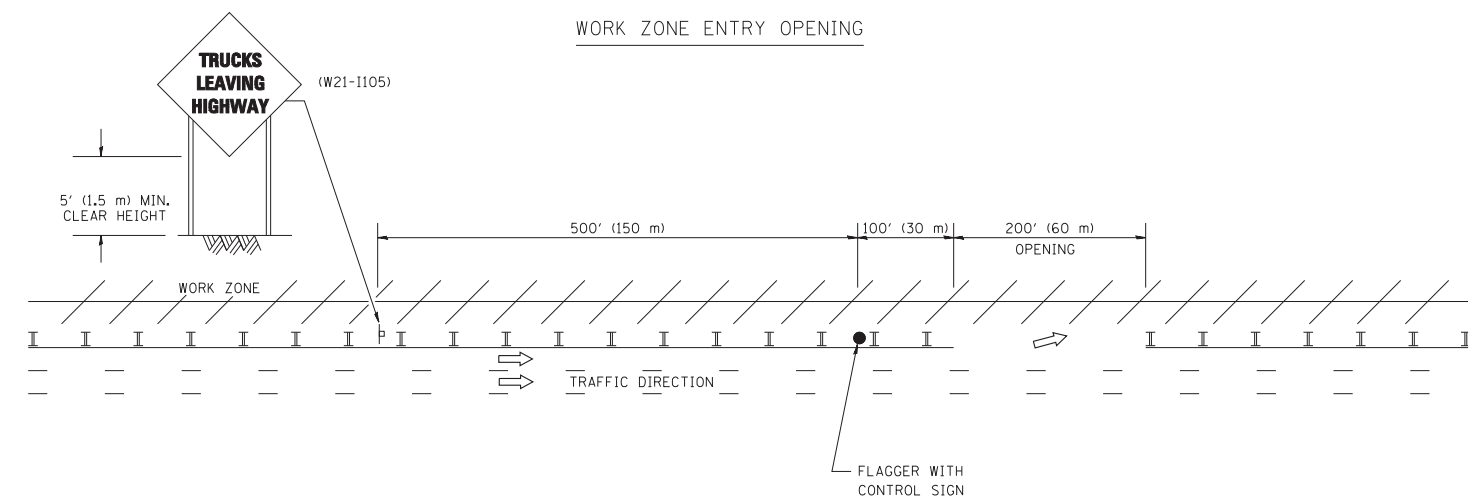 WORK ZONE ENTRY OPENING
TRUCKS
LEAVING
HIGHWAY
(W21-I105)
5' (1.5 m) MIN.
CLEAR HEIGHT
500' (150 m)
100' (30 m)
200' (60 m)
OPENING
WORK ZONE
TRAFFIC DIRECTION
FLAGGER WITH
CONTROL SIGN